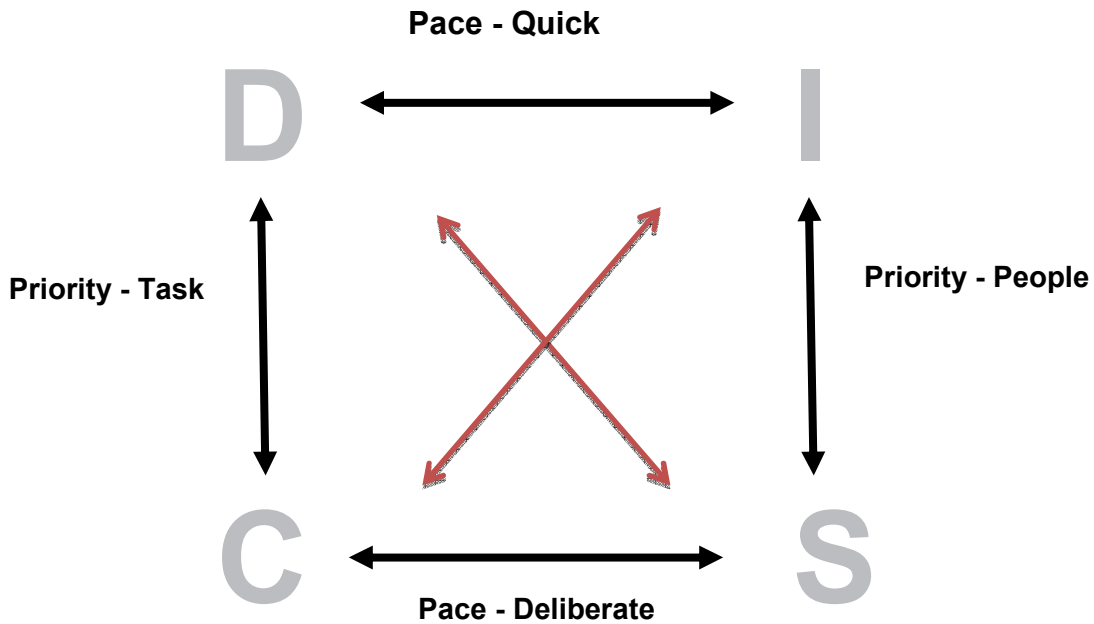 Pace - Quick
D
I
Priority - Task
Priority - People
C
S
Pace - Deliberate